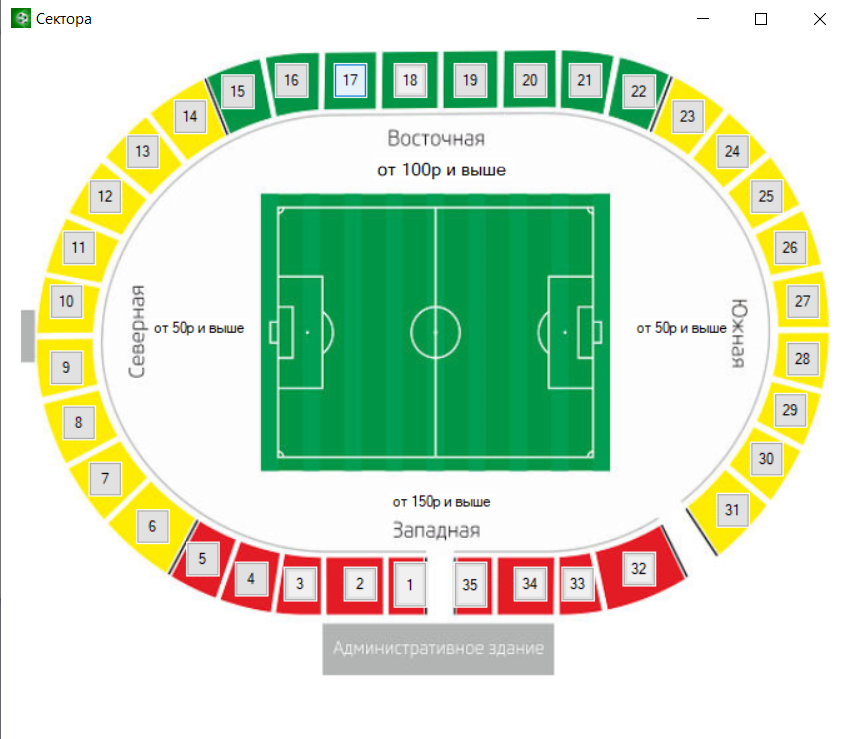 Сектора
15 16 17 18 19 20 21 22
14 23
13 24
12 25
11 26
10 27
9 28
8 29
7 30
6 31
5 4 3 2 1 35 34 33 32
Восточная
от 100р и выше
Северная
от 50р и выше
от 50р и выше
Южная
от 150р и выше
Западная
Административное здание